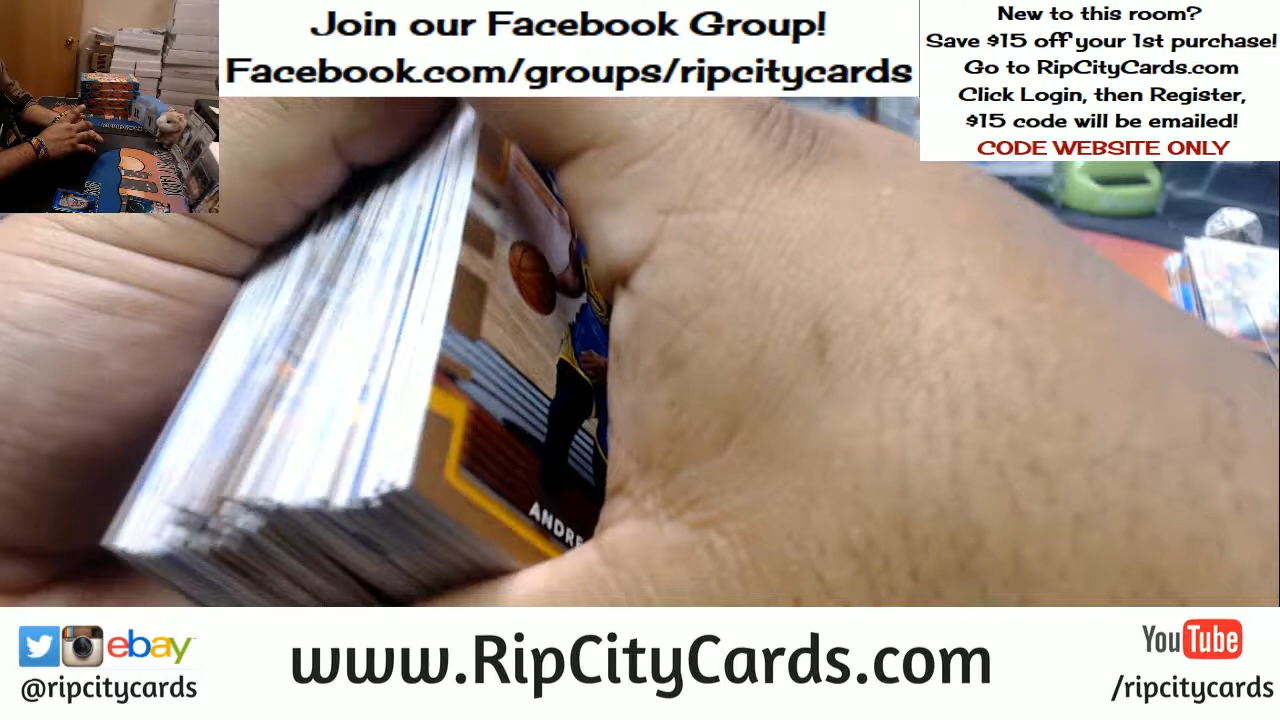 Join our Facebook Group!
Facebook.com/groups/ripcitycards
New to this room?
Save $15 off your 1st purchase!
Go to RipCityCards.com
Click Login, then Register,
$15 code will be emailed!
CODE WEBSITE ONLY
ANDRE
ebay
@ripcitycards
www.RipCityCards.com
YouTube
/ripcitycards